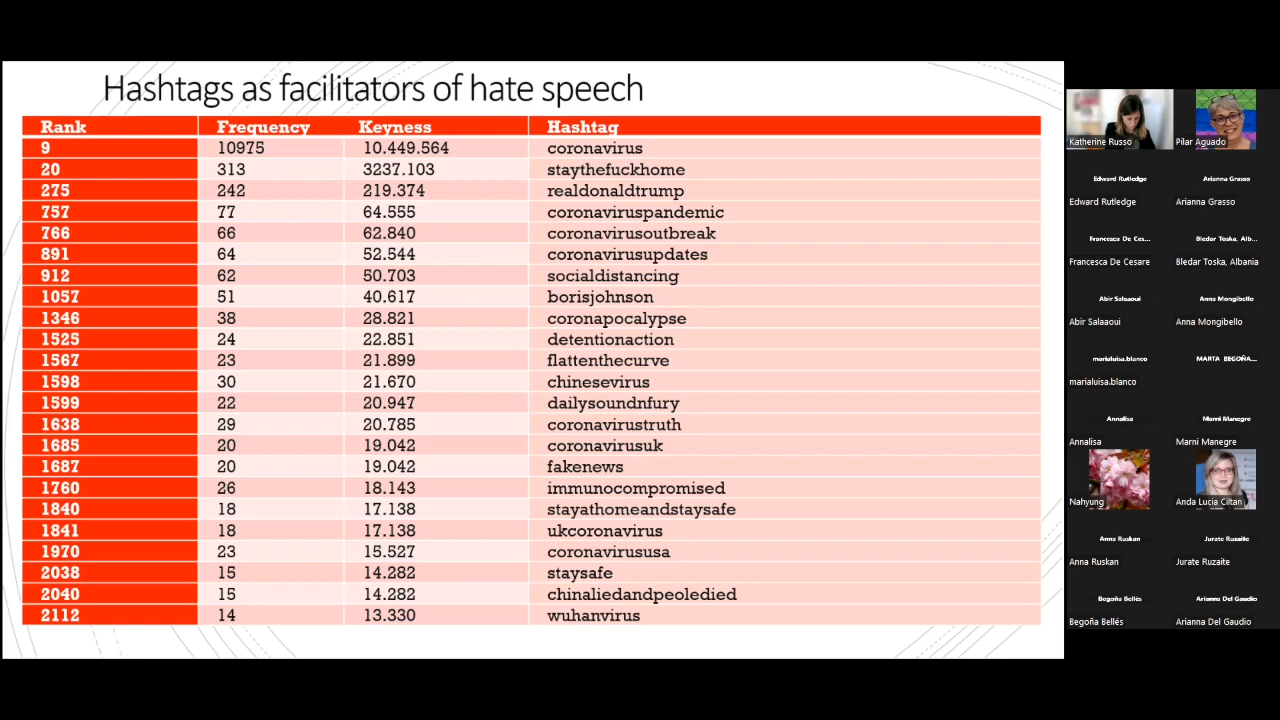 Hashtags as facilitators of hate speech
Rank Frequency Keyness Hashtag
9 10975 10.449.564 coronavirus
20 313 3237.103 staythefuckhome
275 242 219.374 realdonaldtrump
757 77 64.555 coronaviruspandemic
766 66 62.840 coronavirusoutbreak
891 64 52.544 coronavirusupdates
912 62 50.703 socialdistancing
1057 51 40.617 borisjohnson
1346 38 28.821 coronapocalypse
1525 24 22.851 detentionaction
1567 23 21.899 flattenthecurve
1598 30 21.670 chinesevirus
1599 22 20.947 dailysoundnfury
1638 29 20.785 coronavirustruth
1685 20 19.042 coronavirusuk
1687 20 19.042 fakenews
1760 26 18.143 immunocompromised
1840 18 17.138 stayathomeandstaysafe
1841 18 17.138 ukcoronavirus
1970 23 15.527 coronavirususa
2038 15 14.282 staysafe
2040 15 14.282 chinaliedandpeoledied
2112 14 13.330 wuhanvirus
Katherine Russo Pilar Aguado
Edward Rutledge Arianna Grasso
Edward Rutledge Arianna Grasso
Francesca De Ces... Bledar Toska, Alb...
Francesca De Cesare Bledar Toska, Albania
Abir Salaaoui Anna Mongibello
Abir Salaaoui Anna Mongibello
marialuisa.blanco MARTA BEGOÑA...
marialuisa.blanco
Annalisa Marni Manegre
Annalisa Marni Manegre
Nahyung Anda Lucia Ciltan
Anna Ruskan Jurate Ruzaite
Anna Ruskan Jurate Ruzaite
Begoña Bellés Arianna Del Gaudio
Begoña Bellés Arianna Del Gaudio